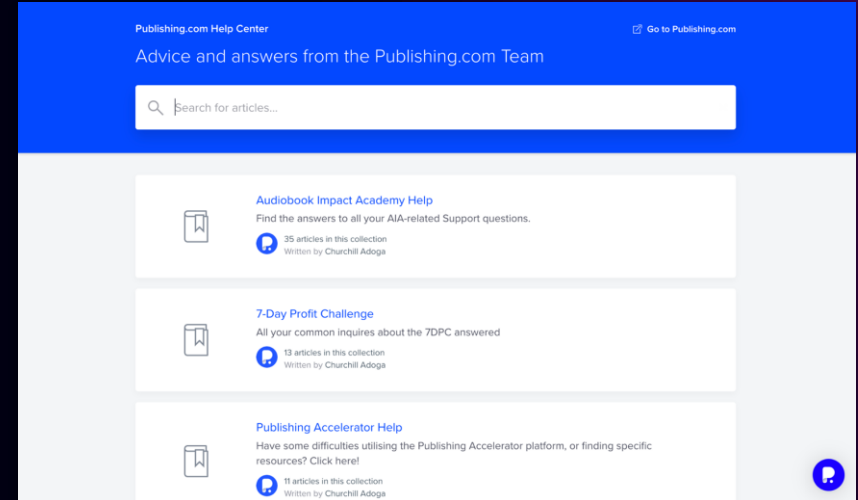 Publishing.com Help Center
Go to Publishing.com
Advice and answers from the Publishing.com Team
Search for articles...
Audiobook Impact Academy Help
Find the answers to all your AIA-related Support questions.
35 articles in this collection
Written by Churchill Adoga
7-Day Profit Challenge
All your common inquires about the 7DPC answered
13 articles in this collection
Written by Churchill Adoga
Publishing Accelerator Help
Have some difficulties utilising the Publishing Accelerator platform, or finding specific
resources? Click here!
11 articles in this collection
Written by Churchill Adoga